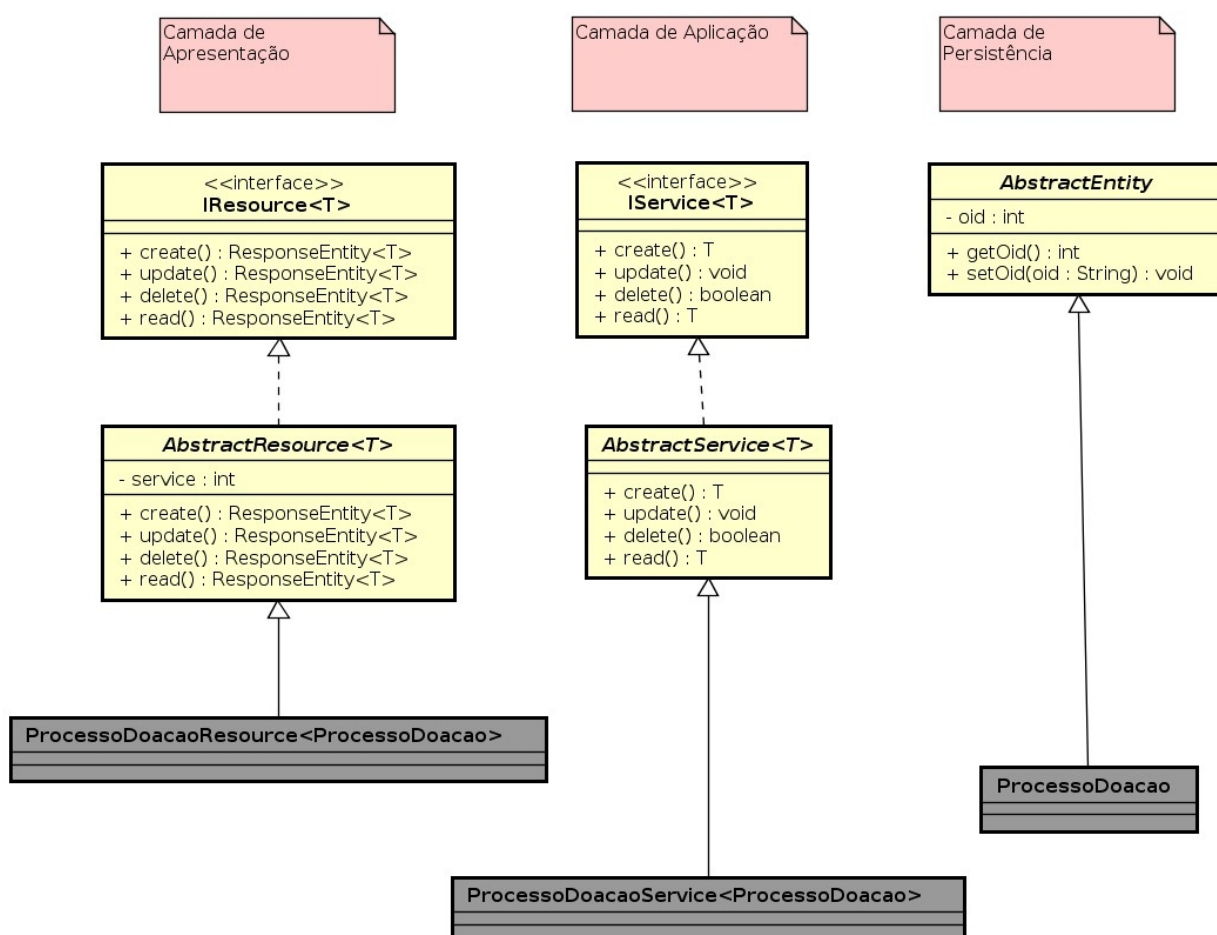 Camada de
Apresentação
Camada de Aplicação
Camada de
Persistência
<<interface>>
IResource<T>
+ create() : ResponseEntity<T>
+ update() : ResponseEntity<T>
+ delete() : ResponseEntity<T>
+ read() : ResponseEntity<T>
<<interface>>
IService<T>
+ create() : T
+ update() : void
+ delete() : boolean
+ read() : T
AbstractEntity
- oid : int
+ getOid() : int
+ setOid(oid : String) : void
AbstractResource<T>
- service : int
+ create() : ResponseEntity<T>
+ update() : ResponseEntity<T>
+ delete() : ResponseEntity<T>
+ read() : ResponseEntity<T>
AbstractService<T>
+ create() : T
+ update() : void
+ delete() : boolean
+ read() : T
ProcessoDoacaoResource<ProcessoDoacao>
ProcessoDoacao
ProcessoDoacaoService<ProcessoDoacao>